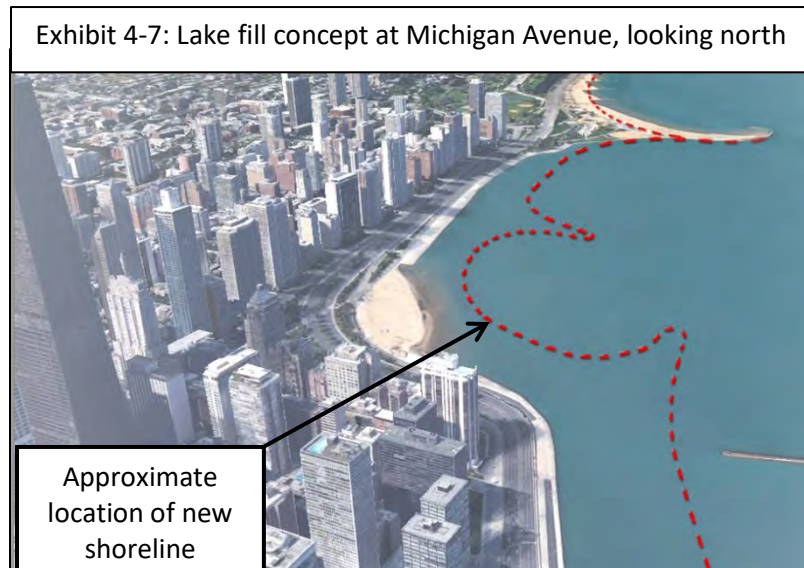 Exhibit 4-7: Lake fill concept at Michigan Avenue, looking north
Approximate
location of new
shoreline